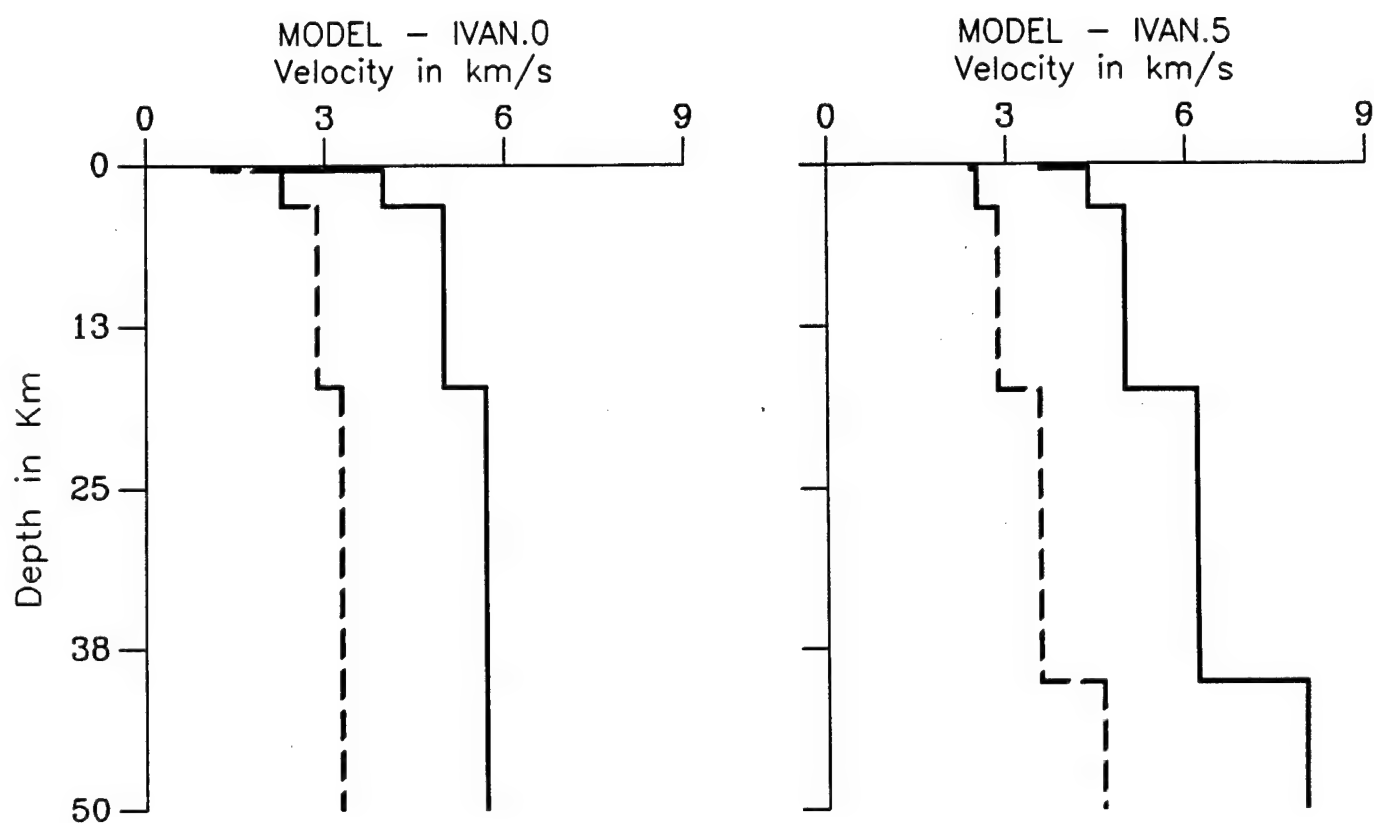 MODEL – IVAN.0
Velocity in km/s
0 3 6 9
0
13
25
38
50
Depth in Km
MODEL – IVAN.5
Velocity in km/s
0 3 6 9